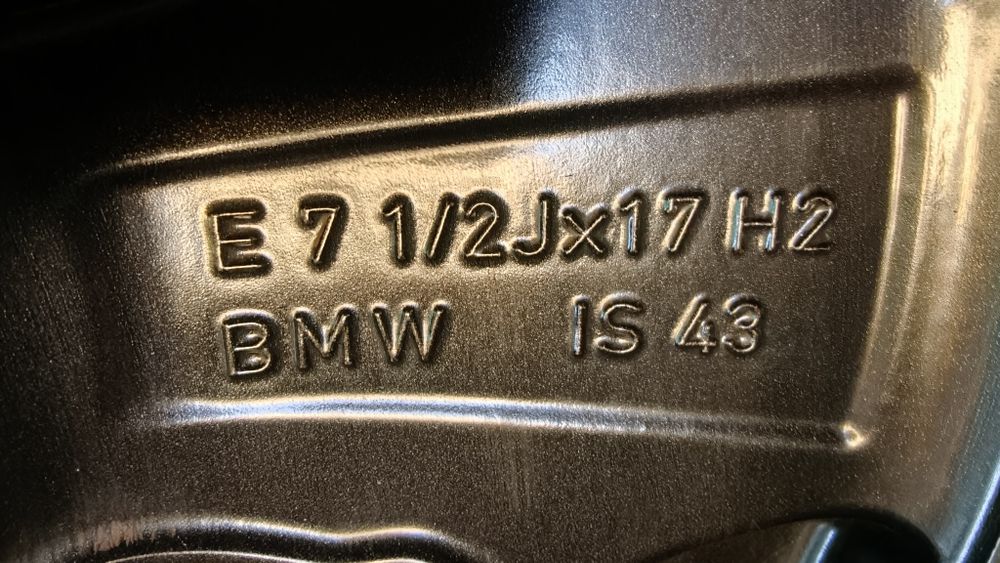 E 7 1/2Jx17 H2
BMW IS 43